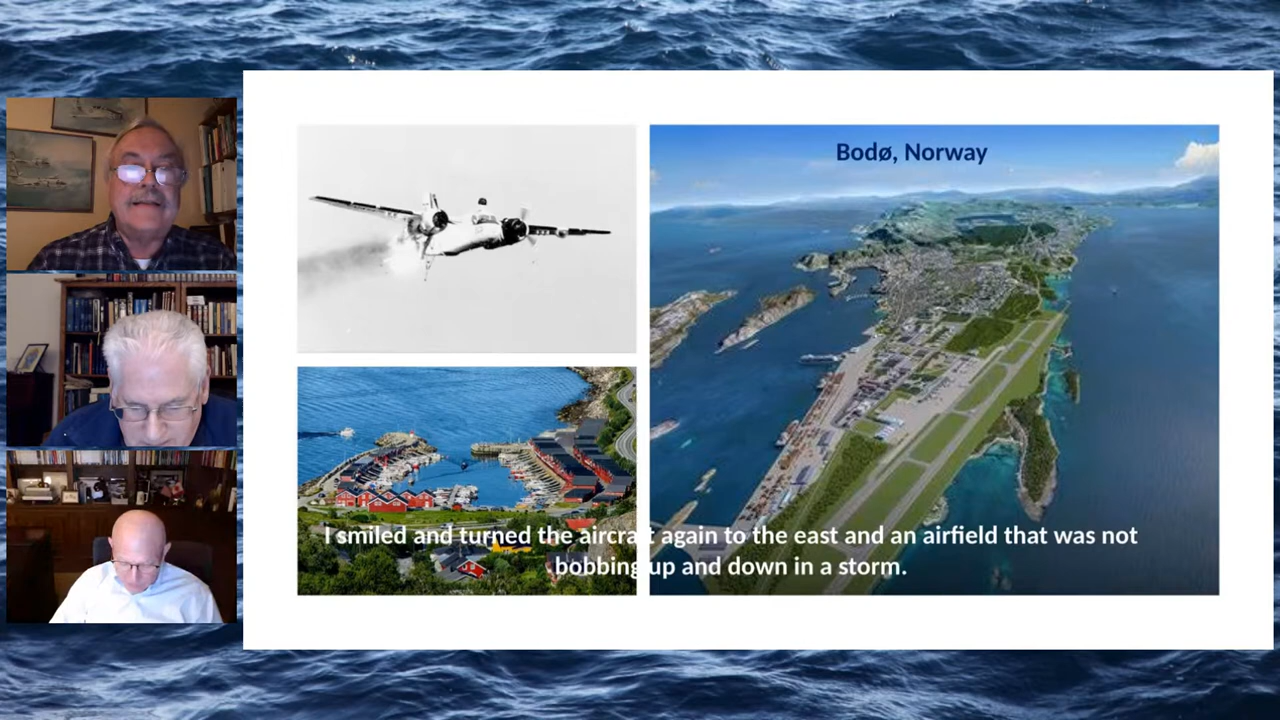 Bodø, Norway
I smiled and turned the aircraft again to the east and an airfield that was not
bobbing up and down in a storm.